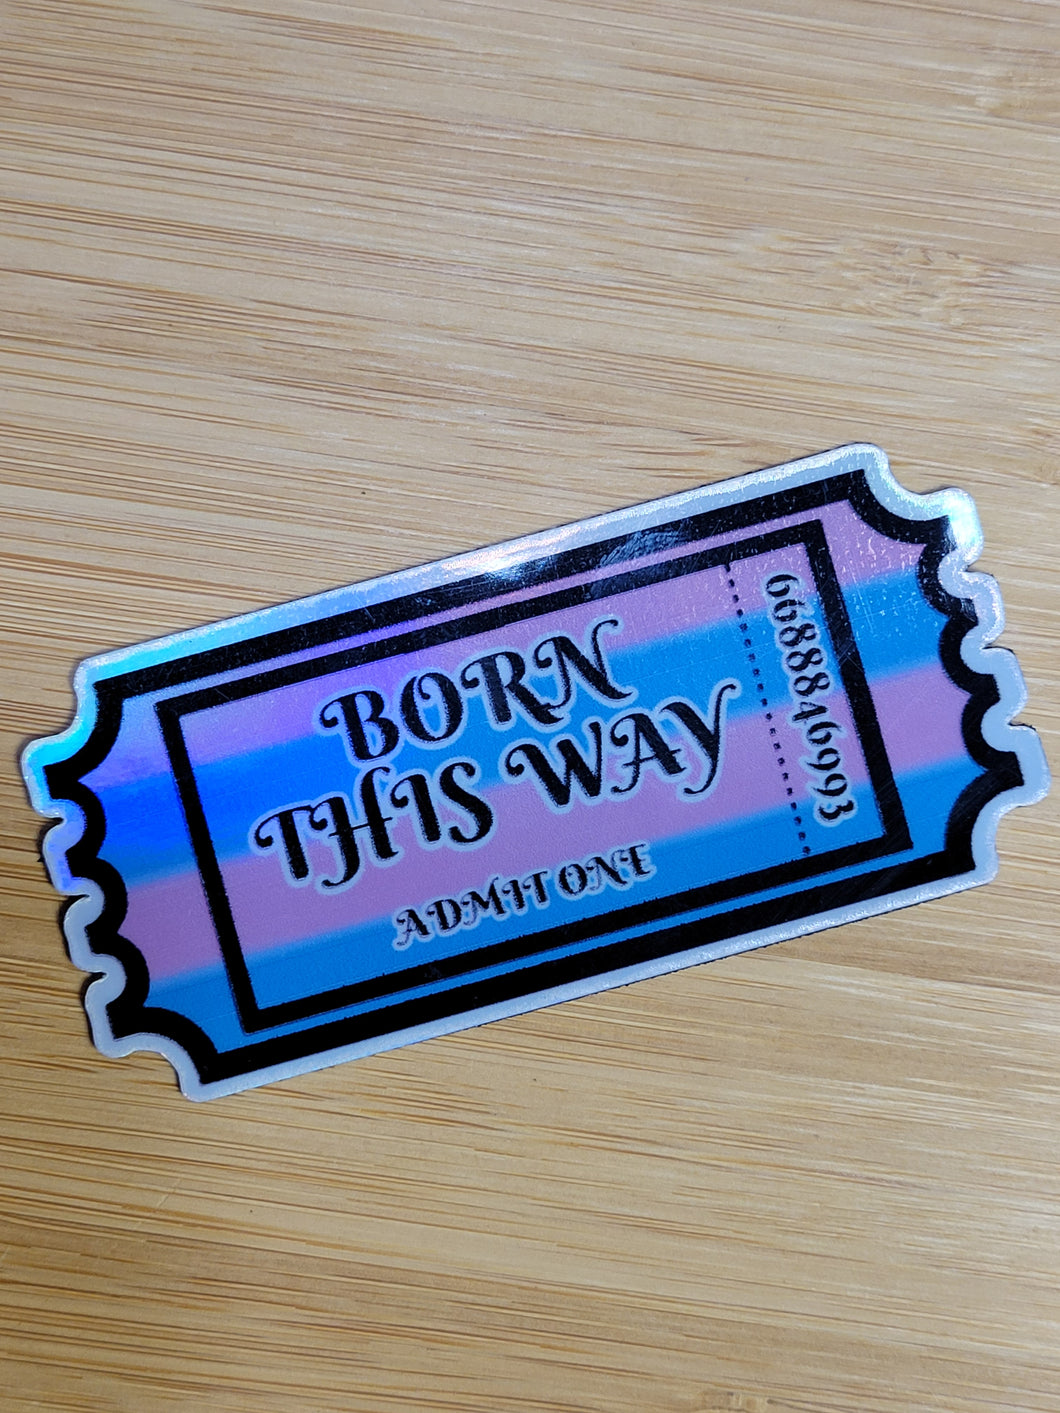 BORN
THIS WAY
ADMIT ONE
6688846993